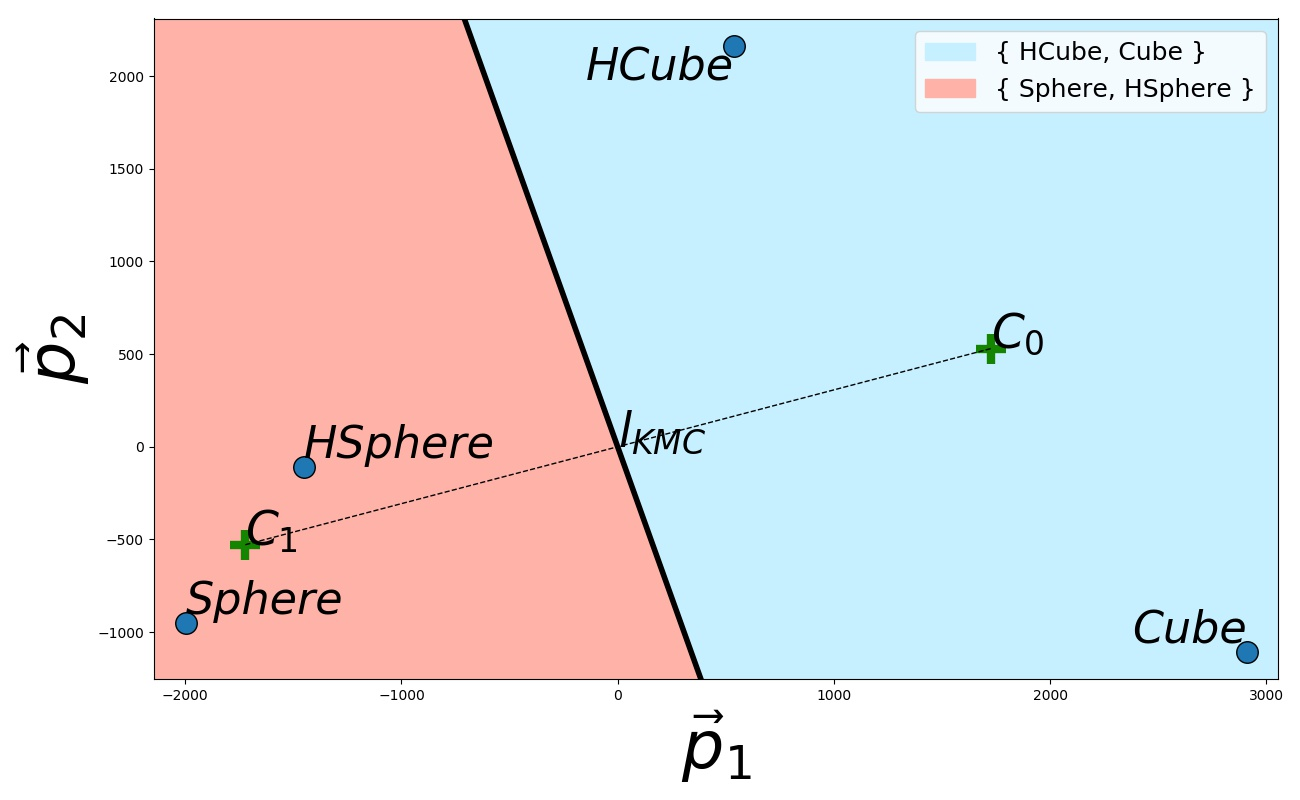 { HCube, Cube }
{ Sphere, HSphere }
HCube
C₀
l_KMC
HSphere
C₁
Sphere
Cube
2000
1500
1000
500
0
−500
−1000
−2000 −1000 0 1000 2000 3000
p⃗₂
p⃗₁